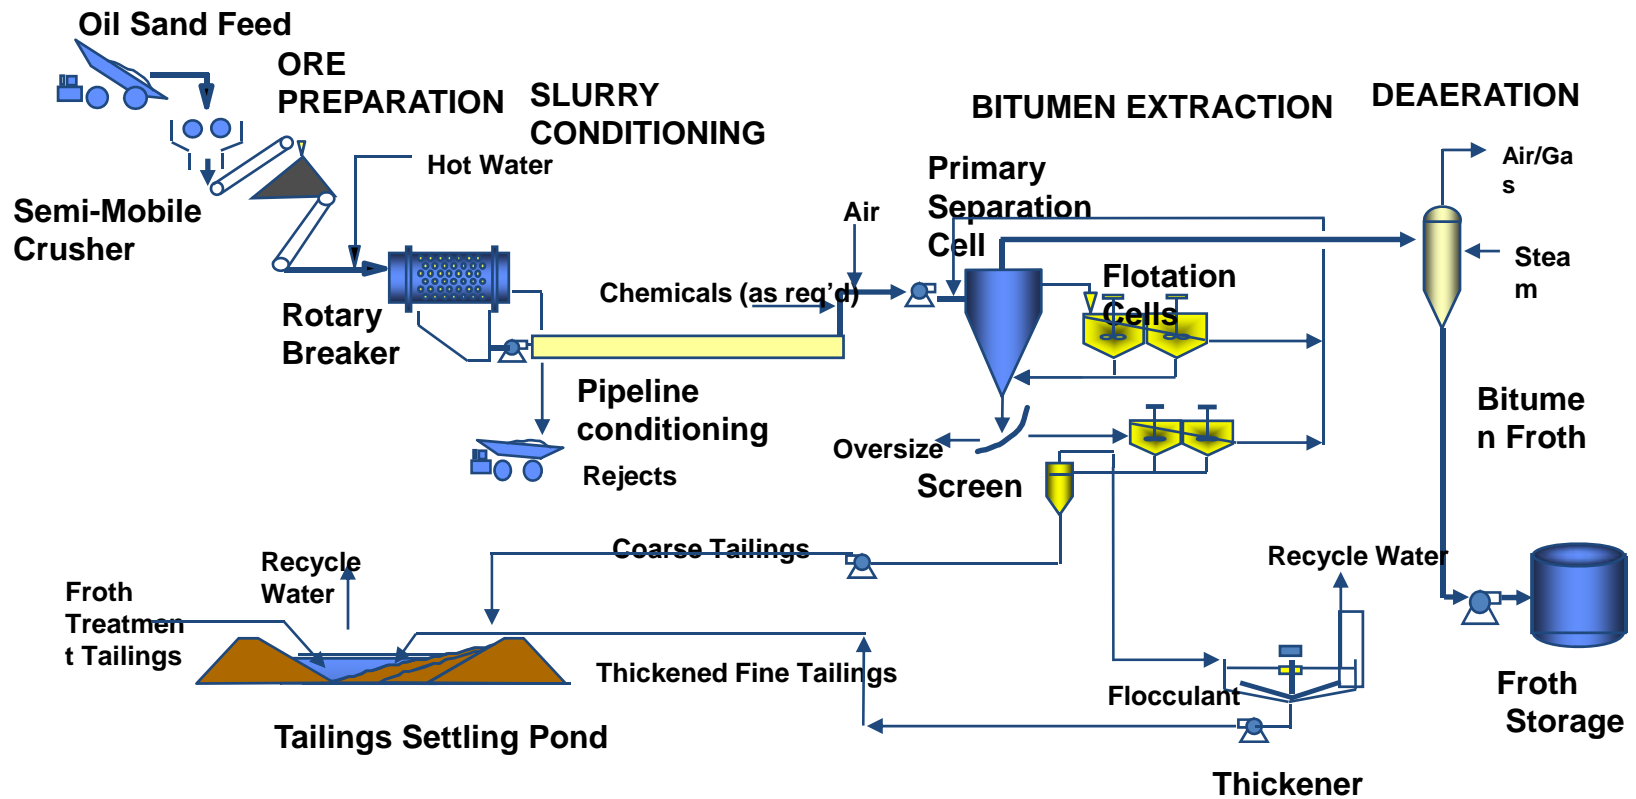 Oil Sand Feed
ORE
PREPARATION
SLURRY
CONDITIONING
BITUMEN EXTRACTION
DEAERATION
Hot Water
Primary
Separation
Cell
Air/Ga
s
Semi-Mobile
Crusher
Air
Stea
m
Flotation
Cells
Chemicals (as req'd)
Rotary
Breaker
Pipeline
conditioning
Bitume
n Froth
Oversize
Rejects
Screen
Coarse Tailings
Recycle
Water
Recycle Water
Froth
Treatmen
t Tailings
Thickened Fine Tailings
Flocculant
Froth
Storage
Tailings Settling Pond
Thickener